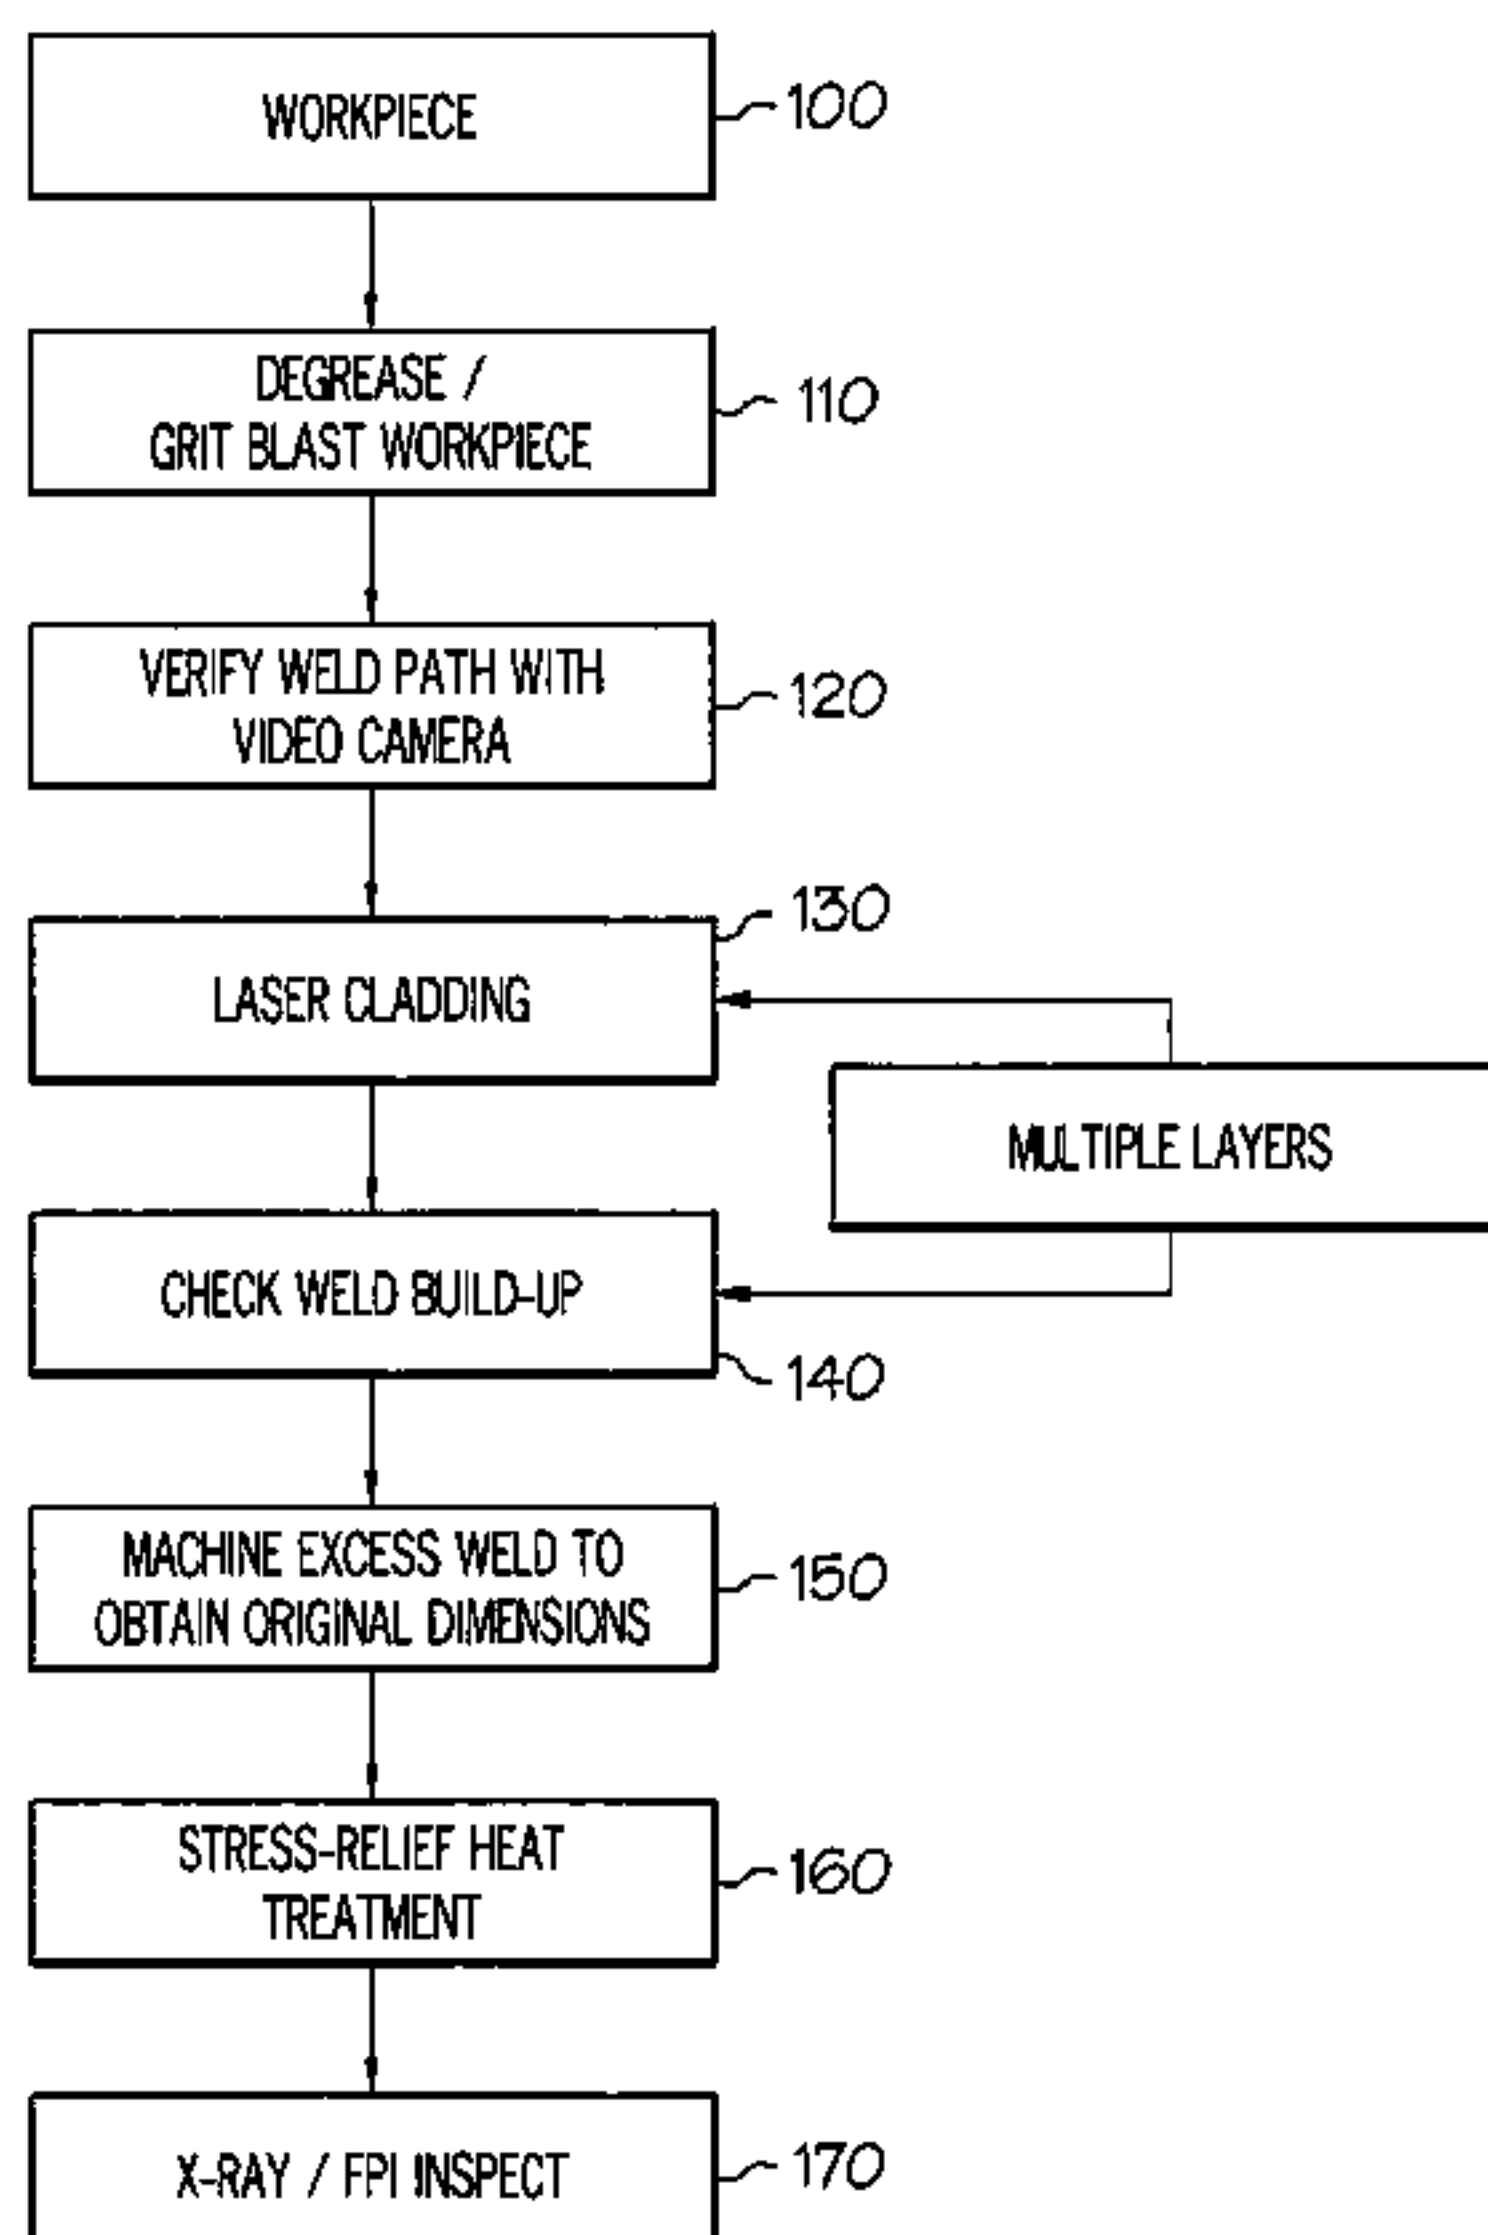 WORKPIECE
100
DEGREASE /
GRIT BLAST WORKPIECE
110
VERIFY WELD PATH WITH
VIDEO CAMERA
120
130
LASER CLADDING
MULTIPLE LAYERS
CHECK WELD BUILD-UP
140
MACHINE EXCESS WELD TO
OBTAIN ORIGINAL DIMENSIONS
150
STRESS-RELIEF HEAT
TREATMENT
160
X-RAY / FPI INSPECT
170